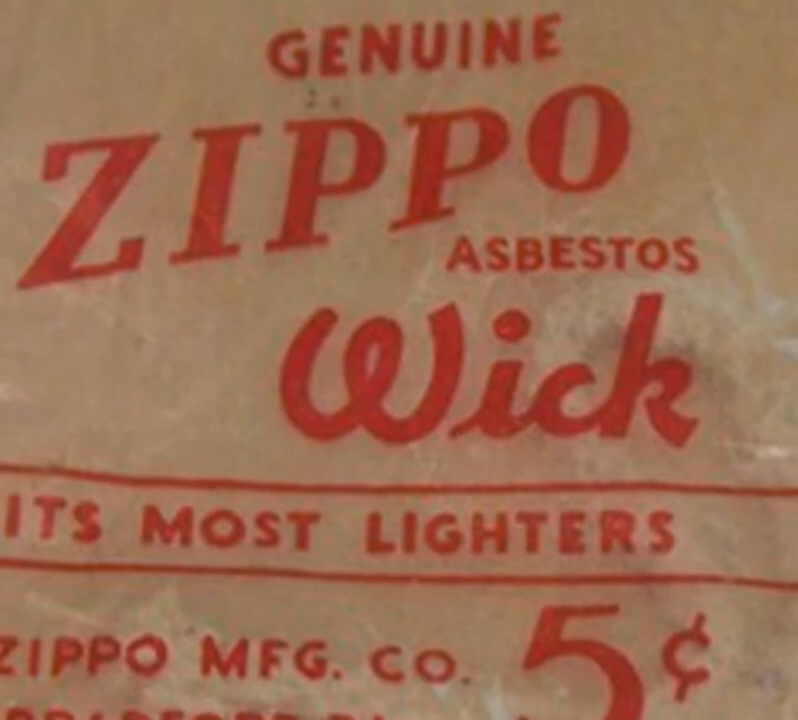 GENUINE
ZIPPO
ASBESTOS
Wick
ITS MOST LIGHTERS
ZIPPO MFG. CO. 5¢